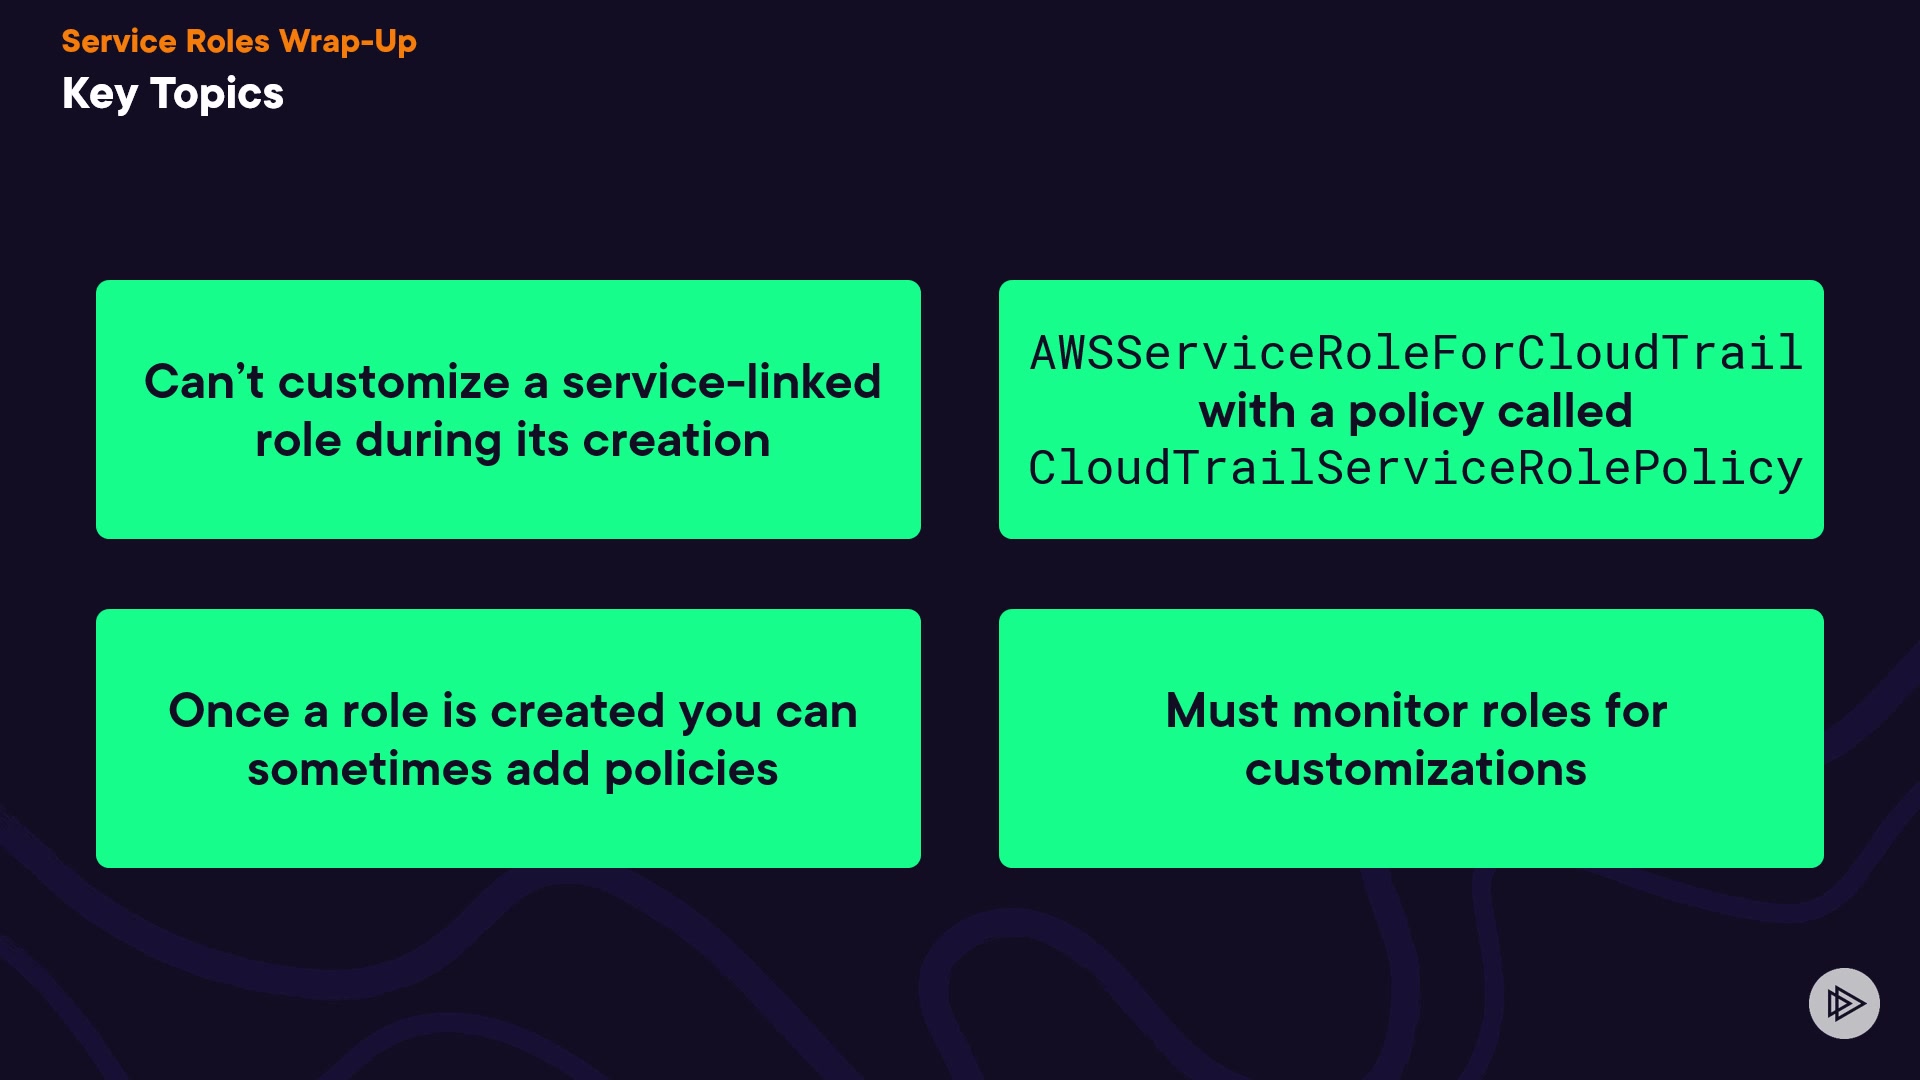 Service Roles Wrap-Up
Key Topics
Can’t customize a service-linked
role during its creation
AWSServiceRoleForCloudTrail
with a policy called
CloudTrailServiceRolePolicy
Once a role is created you can
sometimes add policies
Must monitor roles for
customizations